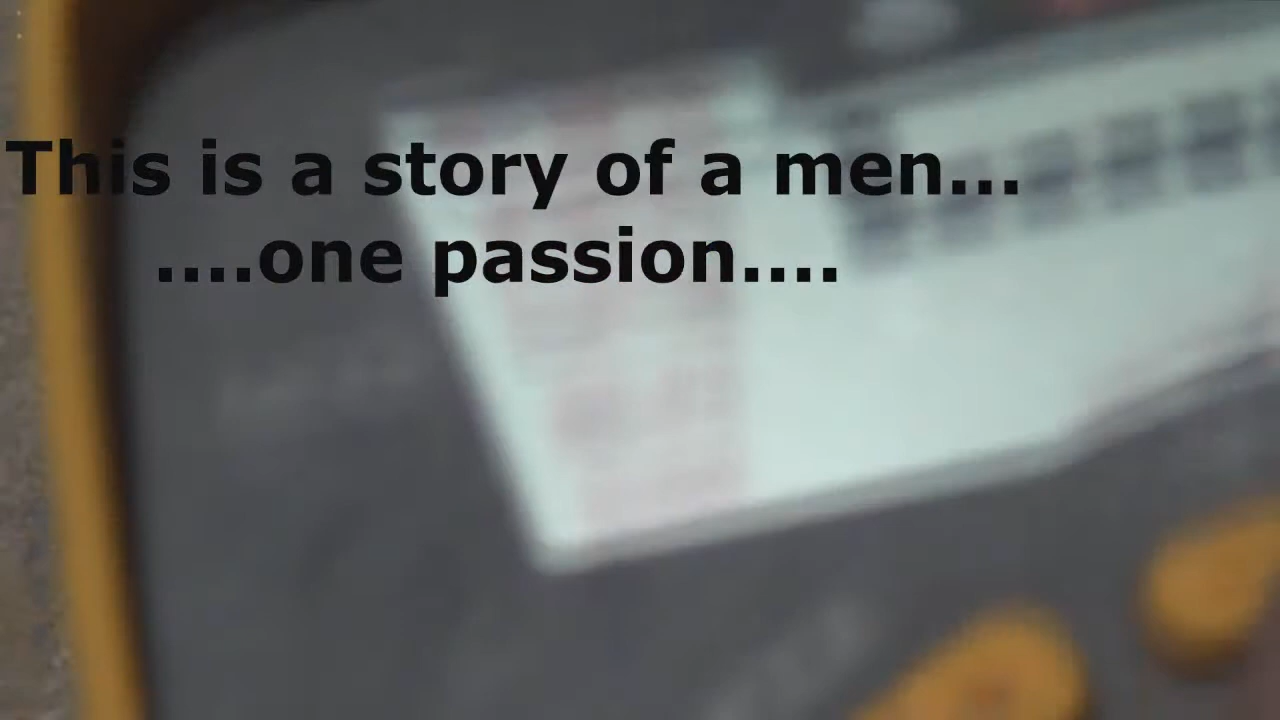 This is a story of a men...
....one passion....